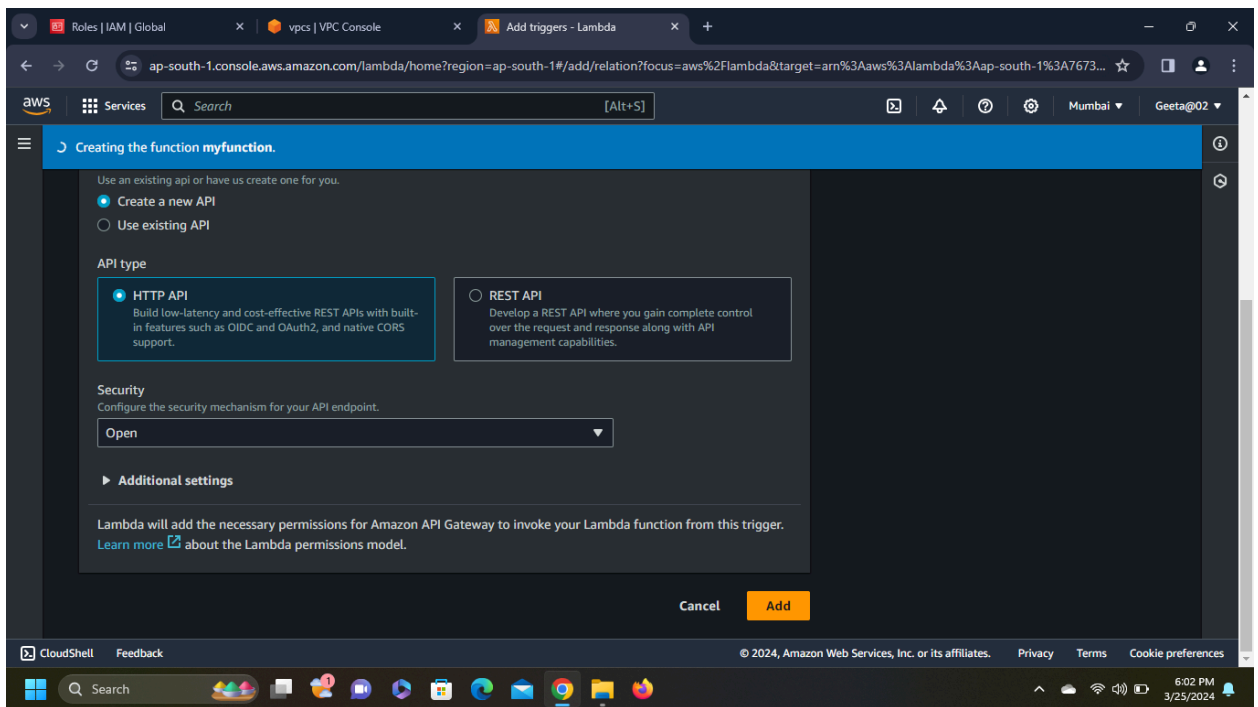 Roles | IAM | Global
vpcs | VPC Console
Add triggers - Lambda
ap-south-1.console.aws.amazon.com/lambda/home?region=ap-south-1#/add/relation?focus=aws%2Flambda&target=arn%3Aaws%3Alambda%3Aap-south-1%3A7673...
aws
Services
Search
[Alt+S]
Mumbai
Geeta@02
Creating the function myfunction.
Use an existing api or have us create one for you.
Create a new API
Use existing API
API type
HTTP API
Build low-latency and cost-effective REST APIs with built-
in features such as OIDC and OAuth2, and native CORS
support.
REST API
Develop a REST API where you gain complete control
over the request and response along with API
management capabilities.
Security
Configure the security mechanism for your API endpoint.
Open
Additional settings
Lambda will add the necessary permissions for Amazon API Gateway to invoke your Lambda function from this trigger.
Learn more about the Lambda permissions model.
Cancel
Add
CloudShell
Feedback
© 2024, Amazon Web Services, Inc. or its affiliates.
Privacy
Terms
Cookie preferences
Search
1
6:02 PM
3/25/2024